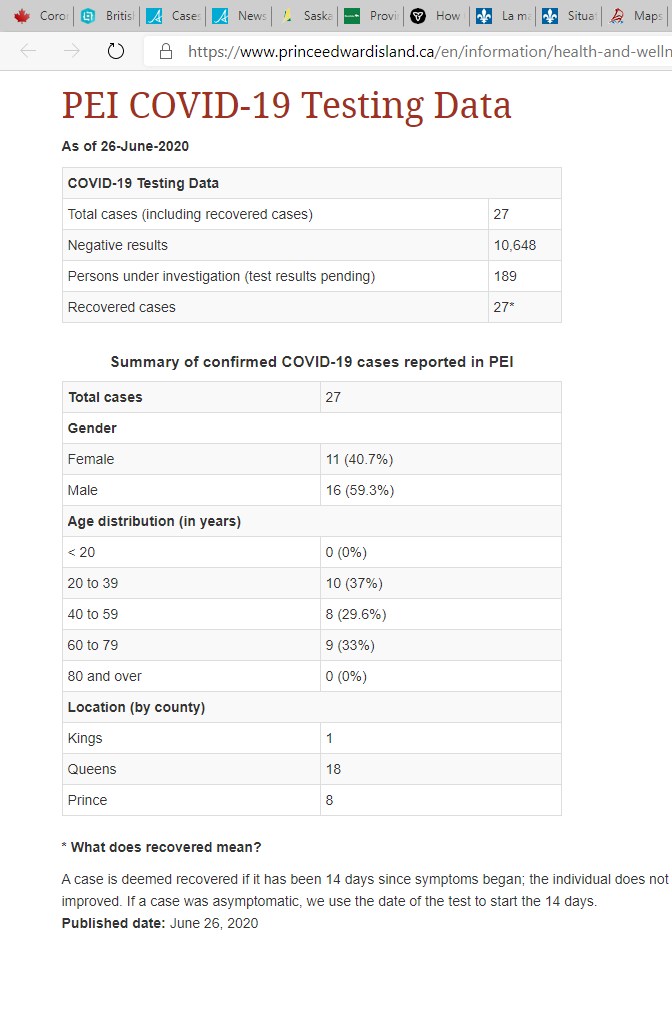 Coror
Britisl
Cases
News
Saska
Provi
How
La ma
Situat
Maps
https://www.princeedwardisland.ca/en/information/health-and-welln
PEI COVID-19 Testing Data
As of 26-June-2020
COVID-19 Testing Data
Total cases (including recovered cases) 27
Negative results 10,648
Persons under investigation (test results pending) 189
Recovered cases 27*
Summary of confirmed COVID-19 cases reported in PEI
Total cases 27
Gender
Female 11 (40.7%)
Male 16 (59.3%)
Age distribution (in years)
< 20 0 (0%)
20 to 39 10 (37%)
40 to 59 8 (29.6%)
60 to 79 9 (33%)
80 and over 0 (0%)
Location (by county)
Kings 1
Queens 18
Prince 8
* What does recovered mean?
A case is deemed recovered if it has been 14 days since symptoms began; the individual does not
improved. If a case was asymptomatic, we use the date of the test to start the 14 days.
Published date: June 26, 2020